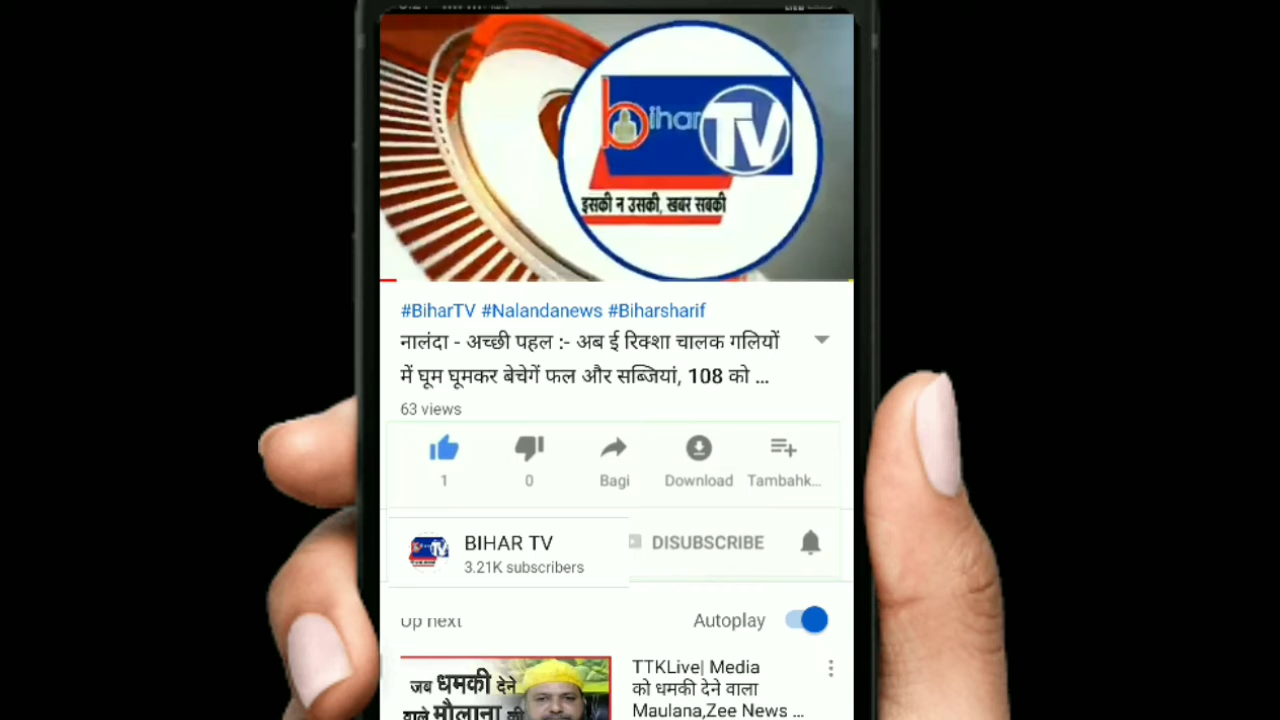 bihar TV
इसकी न उसकी, खबर सबकी
#BiharTV #Nalandanews #Biharsharif
नालंदा - अच्छी पहल :- अब ई रिक्शा चालक गलियों
में घूम घूमकर बेचेगें फल और सब्जियां, 108 को ...
63 views
1
0
Bagi
Download
Tambahk...
BIHAR TV
3.21K subscribers
DISUBSCRIBE
Up next
Autoplay
जब धमकी देने
वाले मौलाना की
TTKLive| Media
को धमकी देने वाला
Maulana,Zee News ...